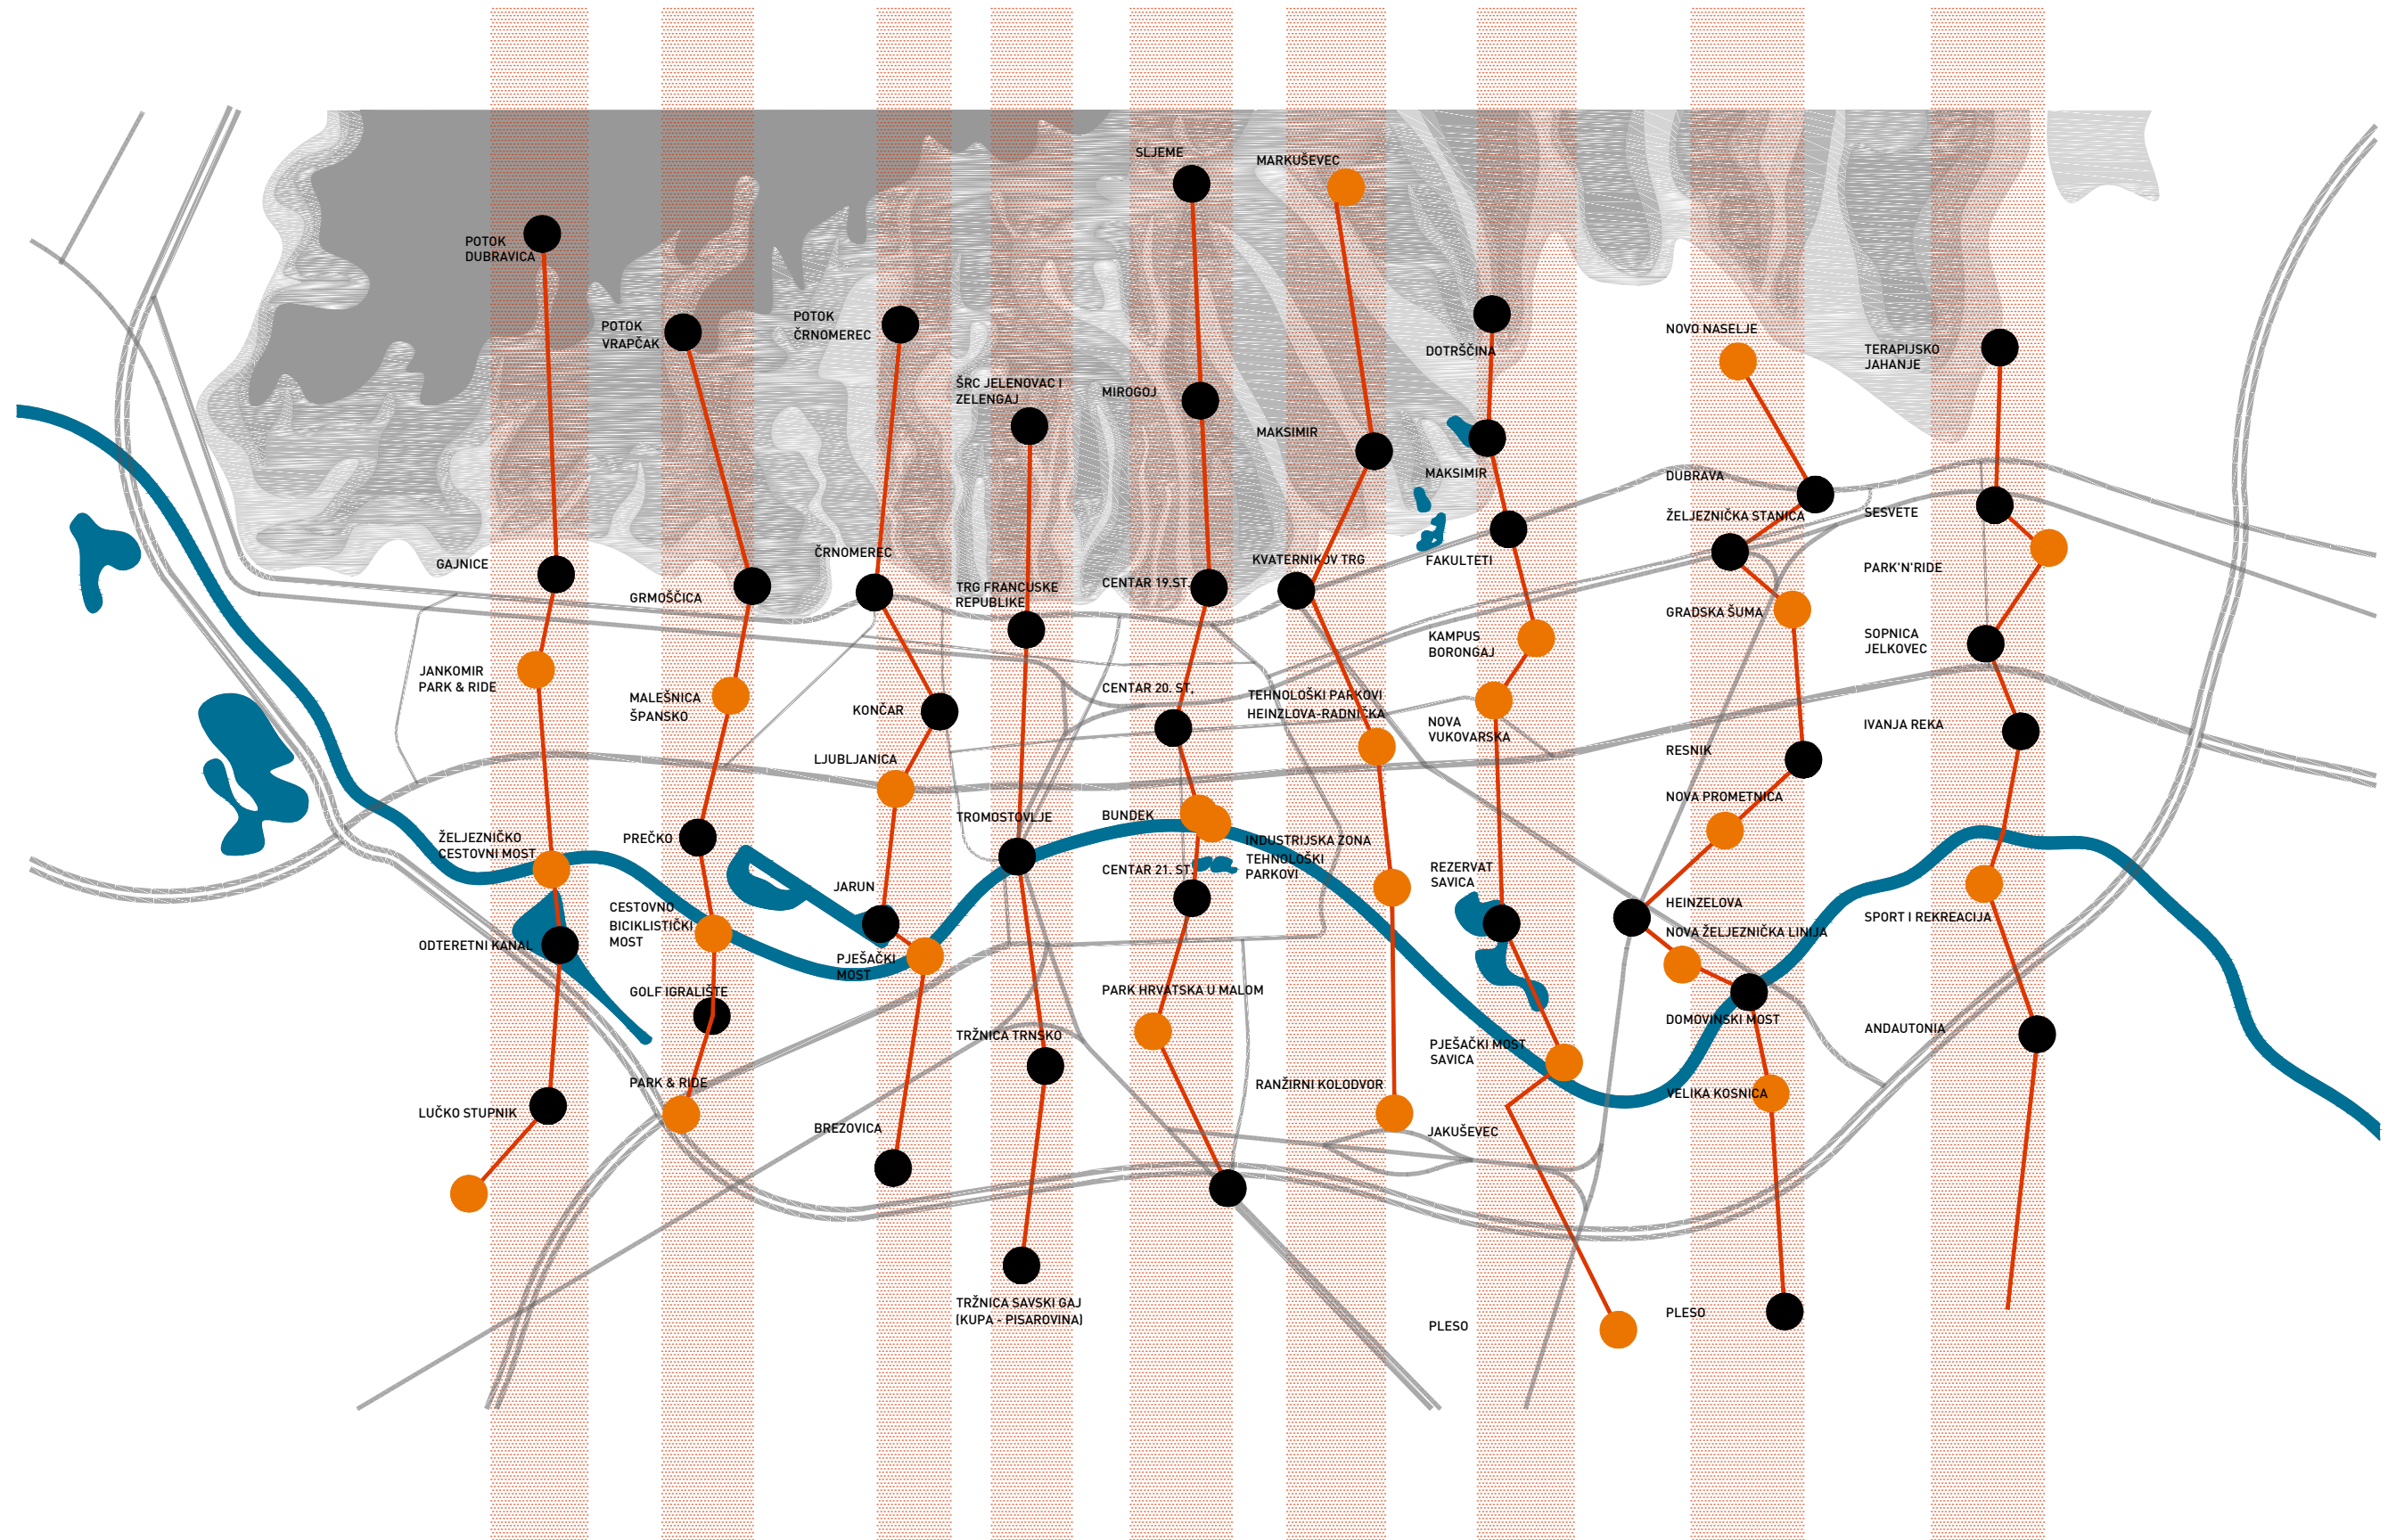 POTOK
DUBRAVICA
GAJNICE
JANKOMIR
PARK & RIDE
ŽELJEZNIČKO
CESTOVNI MOST
ODTERETNI KANAL
LUČKO STUPNIK
POTOK
VRAPČAK
GRMOŠČICA
MALEŠNICA
ŠPANSKO
PREČKO
CESTOVNO
BICIKLISTIČKI
MOST
GOLF IGRALIŠTE
PARK & RIDE
POTOK
ČRNOMEREC
ČRNOMEREC
KONČAR
LJUBLJANICA
JARUN
PJEŠAČKI
MOST
BREZOVICA
ŠRC JELENOVAC I
ZELENGAJ
TRG FRANCUSKE
REPUBLIKE
TROMOSTOVLJE
TRŽNICA TRNSKO
TRŽNICA SAVSKI GAJ
(KUPA - PISAROVINA)
SLJEME
MIROGOJ
CENTAR 19.ST.
CENTAR 20. ST,
BUNDEK
CENTAR 21. ST.
PARK HRVATSKA U MALOM
MARKUŠEVEC
MAKSIMIR
KVATERNIKOV TRG
TEHNOLOŠKI PARKOVI
HEINZLOVA-RADNIČKA
INDUSTRIJSKA ZONA
TEHNOLOŠKI
PARKOVI
RANŽIRNI KOLODVOR
DOTRŠČINA
MAKSIMIR
FAKULTETI
KAMPUS
BORONGAJ
NOVA
VUKOVARSKA
REZERVAT
SAVICA
PJEŠAČKI MOST
SAVICA
JAKUŠEVEC
PLESO
NOVO NASELJE
DUBRAVA
ŽELJEZNIČKA STANICA
GRADSKA ŠUMA
RESNIK
NOVA PROMETNICA
HEINZELOVA
NOVA ŽELJEZNIČKA LINIJA
DOMOVINSKI MOST
VELIKA KOSNICA
PLESO
TERAPIJSKO
JAHANJE
SESVETE
PARK'N'RIDE
SOPNICA
JELKOVEC
IVANJA REKA
SPORT I REKREACIJA
ANDAUTONIA